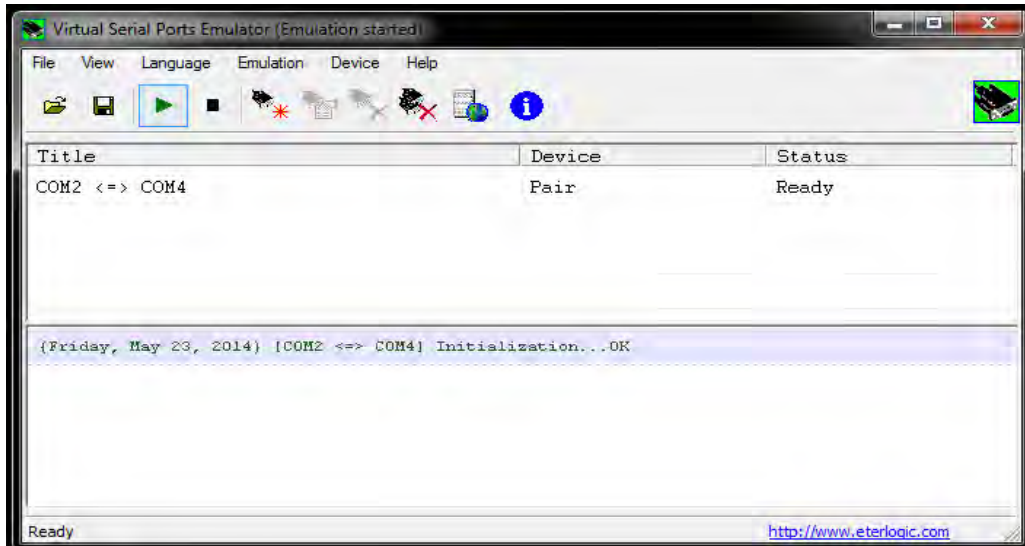 Virtual Serial Ports Emulator (Emulation started)
File View Language Emulation Device Help
Title Device Status
COM2 <=> COM4 Pair Ready
{Friday, May 23, 2014} [COM2 <=> COM4] Initialization...OK
Ready http://www.eterlogic.com